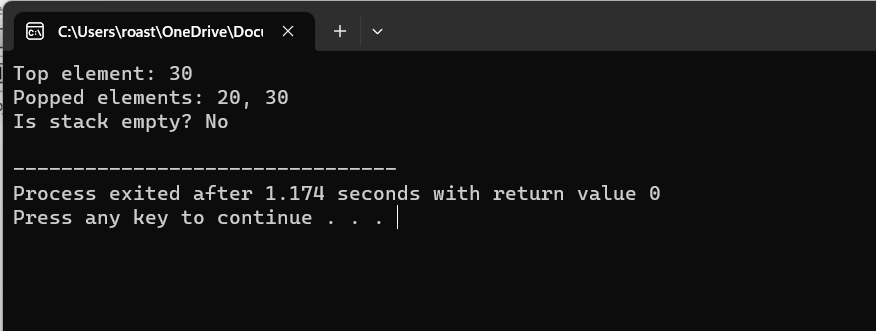 C:\Users\roast\OneDrive\Docu
Top element: 30
Popped elements: 20, 30
Is stack empty? No
--------------------------------
Process exited after 1.174 seconds with return value 0
Press any key to continue . . .